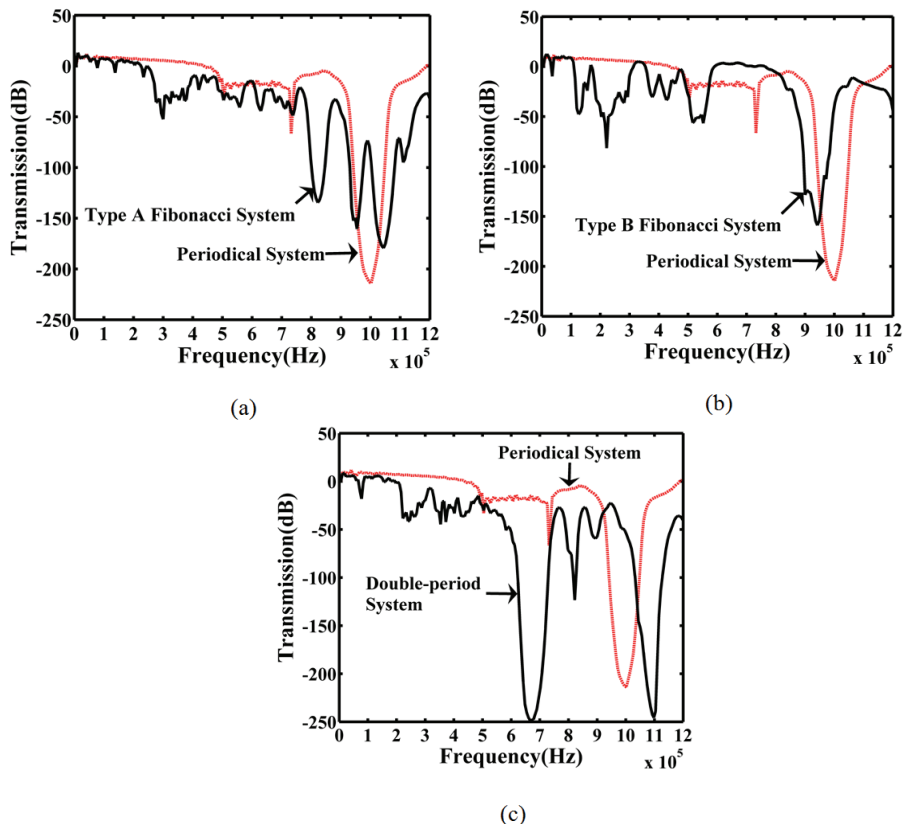 50
0
-50
-100
-150
-200
-250
Transmission(dB)
Type A Fibonacci System
Periodical System
0 1 2 3 4 5 6 7 8 9 10 11 12
Frequency(Hz)
x 10^5
(a)
50
0
-50
-100
-150
-200
-250
Transmission(dB)
Type B Fibonacci System
Periodical System
0 1 2 3 4 5 6 7 8 9 10 11 12
Frequency(Hz)
x 10^5
(b)
50
0
-50
-100
-150
-200
-250
Transmission(dB)
Periodical System
Double-period
System
0 1 2 3 4 5 6 7 8 9 10 11 12
Frequency(Hz)
x 10^5
(c)